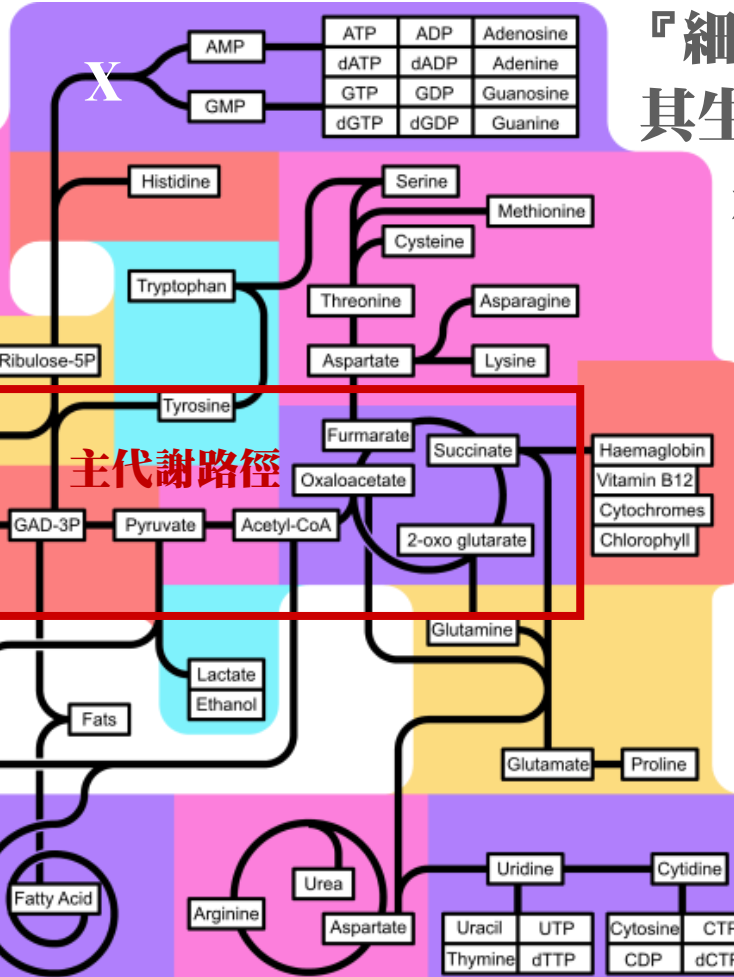 『細
其生
X
AMP
ATP ADP Adenosine
dATP dADP Adenine
GMP
GTP GDP Guanosine
dGTP dGDP Guanine
Histidine
Serine
Methionine
Cysteine
Tryptophan
Threonine
Asparagine
Ribulose-5P
Aspartate
Lysine
Tyrosine
Furmarate
Succinate
Haemaglobin
主代謝路徑
Oxaloacetate
Vitamin B12
Cytochromes
GAD-3P
Pyruvate
Acetyl-CoA
2-oxo glutarate
Chlorophyll
Glutamine
Lactate
Ethanol
Fats
Glutamate
Proline
Uridine
Cytidine
Urea
Fatty Acid
Arginine
Aspartate
Uracil UTP
Cytosine CTP
Thymine dTTP
CDP dCTP